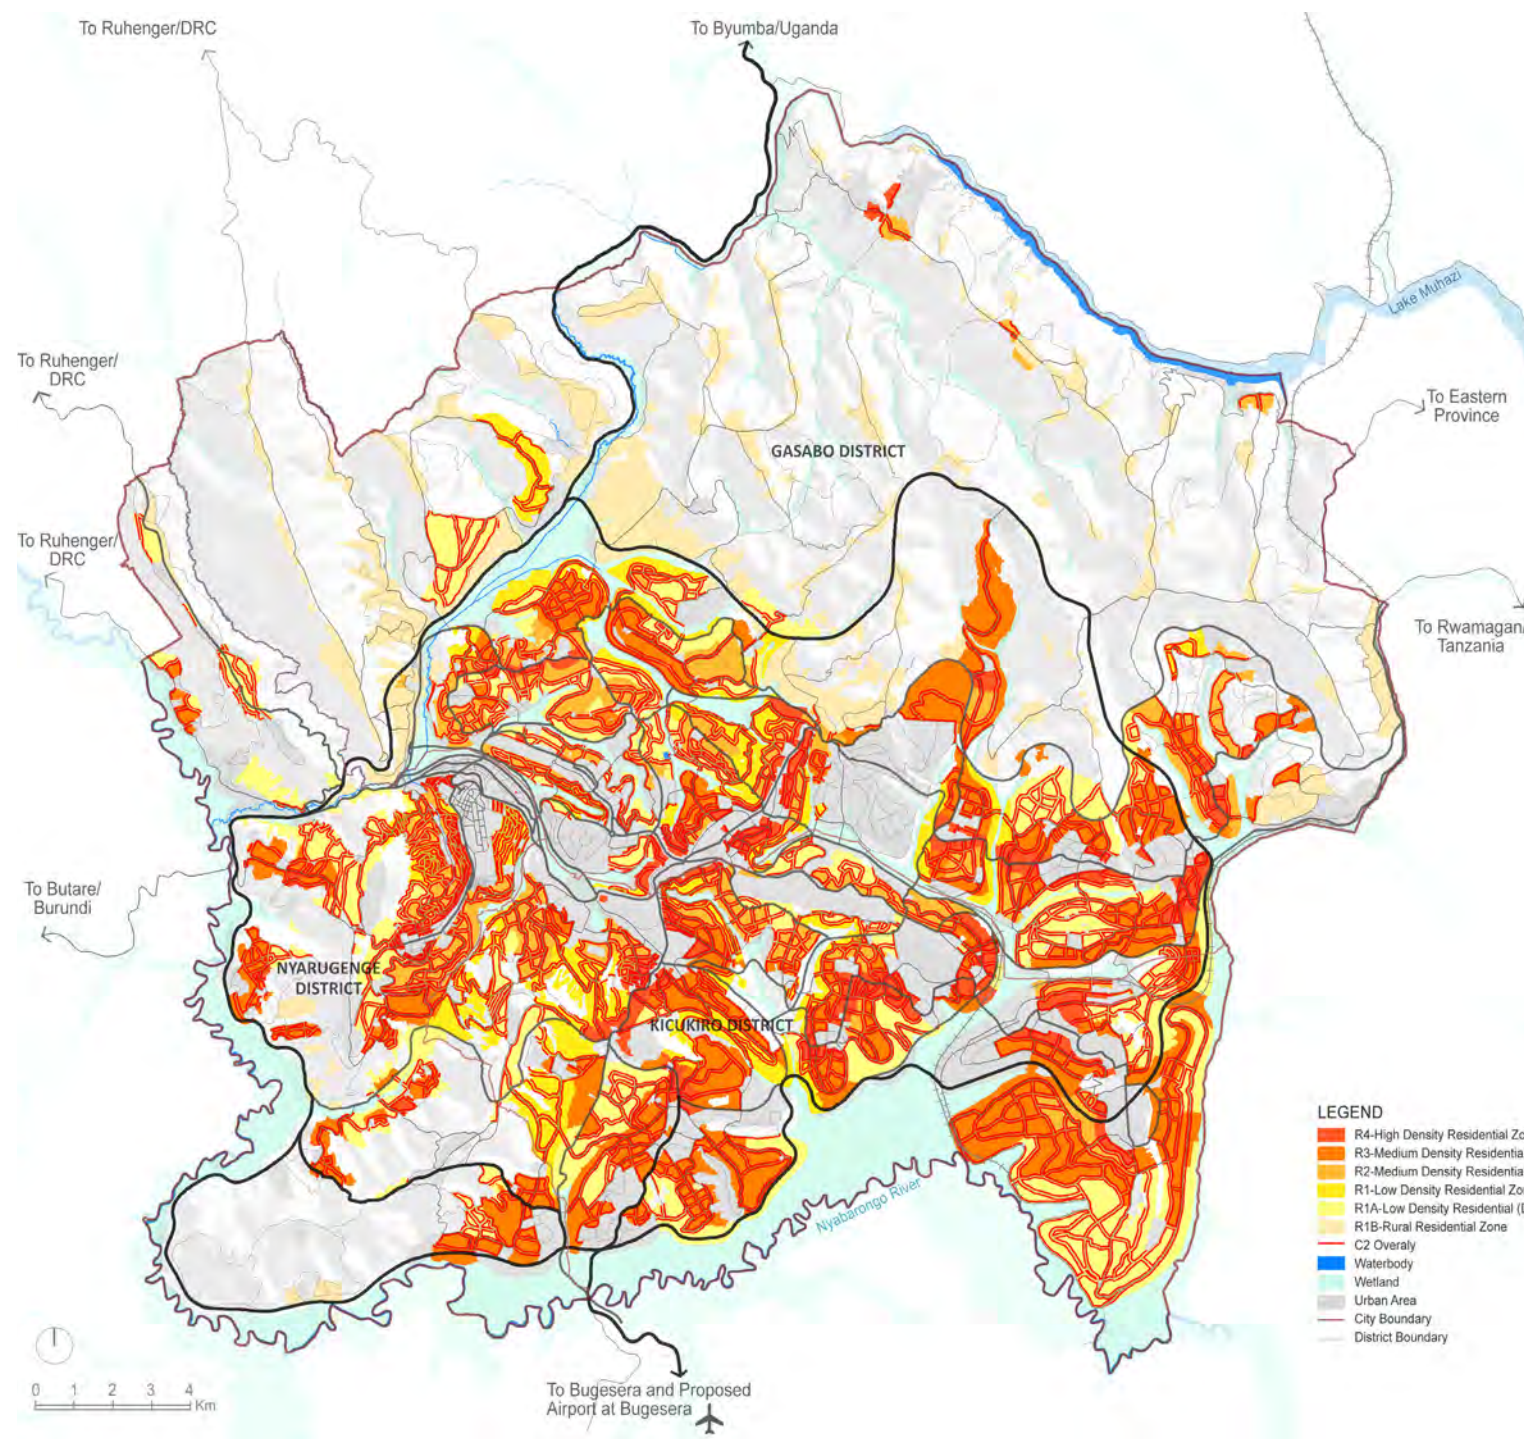 To Ruhenger/DRC
To Byumba/Uganda
Lake Muhazi
To Ruhenger/
DRC
To Eastern
Province
GASABO DISTRICT
To Ruhenger/
DRC
To Rwamagan/
Tanzania
To Butare/
Burundi
NYARUGENGE
DISTRICT
KICUKIRO DISTRICT
Nyabarongo River
LEGEND
R4-High Density Residential Zo
R3-Medium Density Residential
R2-Medium Density Residential
R1-Low Density Residential Zo
R1A-Low Density Residential (D
R1B-Rural Residential Zone
C2 Overaly
Waterbody
Wetland
Urban Area
City Boundary
District Boundary
0 1 2 3 4
Km
To Bugesera and Proposed
Airport at Bugesera